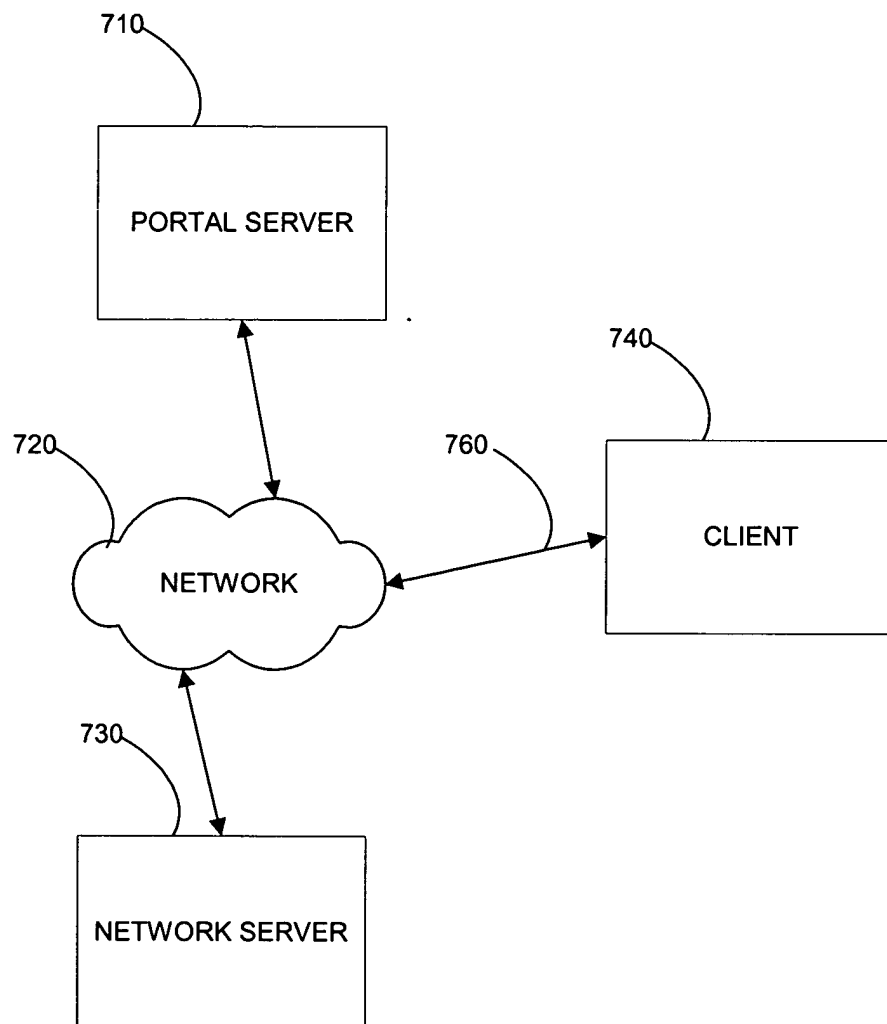 710
PORTAL SERVER
740
720
760
CLIENT
NETWORK
730
NETWORK SERVER